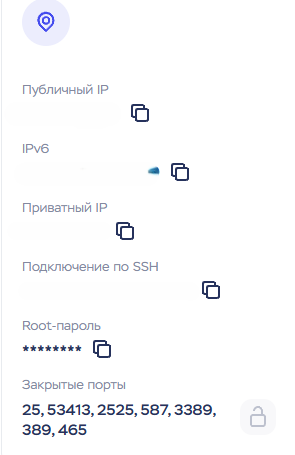 Публичный IP
IPv6
Приватный IP
Подключение по SSH
Root-пароль
********
Закрытые порты
25, 53413, 2525, 587, 3389,
389, 465